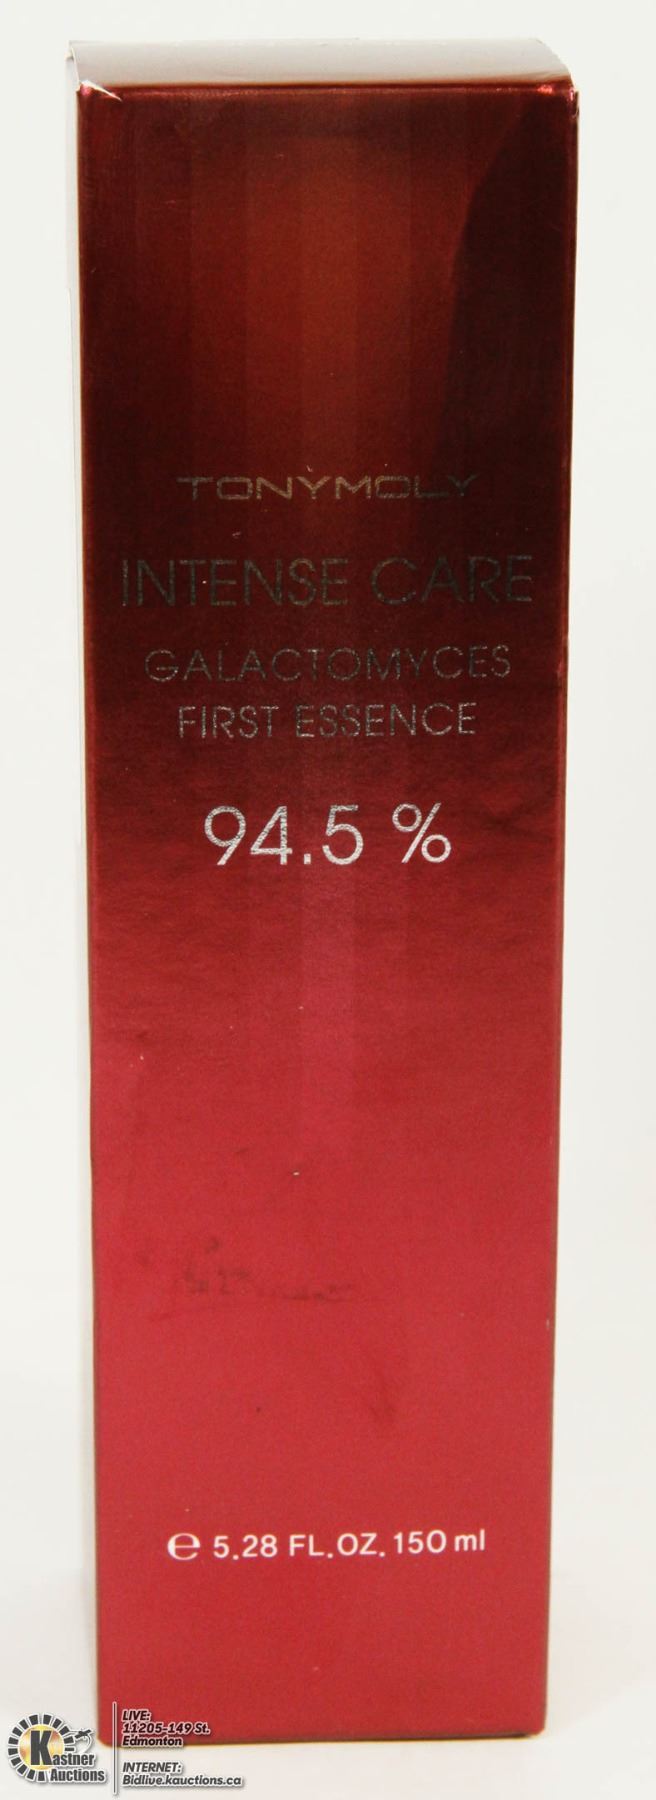 TONYMOLY
INTENSE CARE
GALACTOMYCES
FIRST ESSENCE
94.5 %
e 5.28 FL.OZ. 150 ml
Kastner
Auctions
LIVE:
11205-149 St.
Edmonton
INTERNET:
Bidlive.kauctions.ca